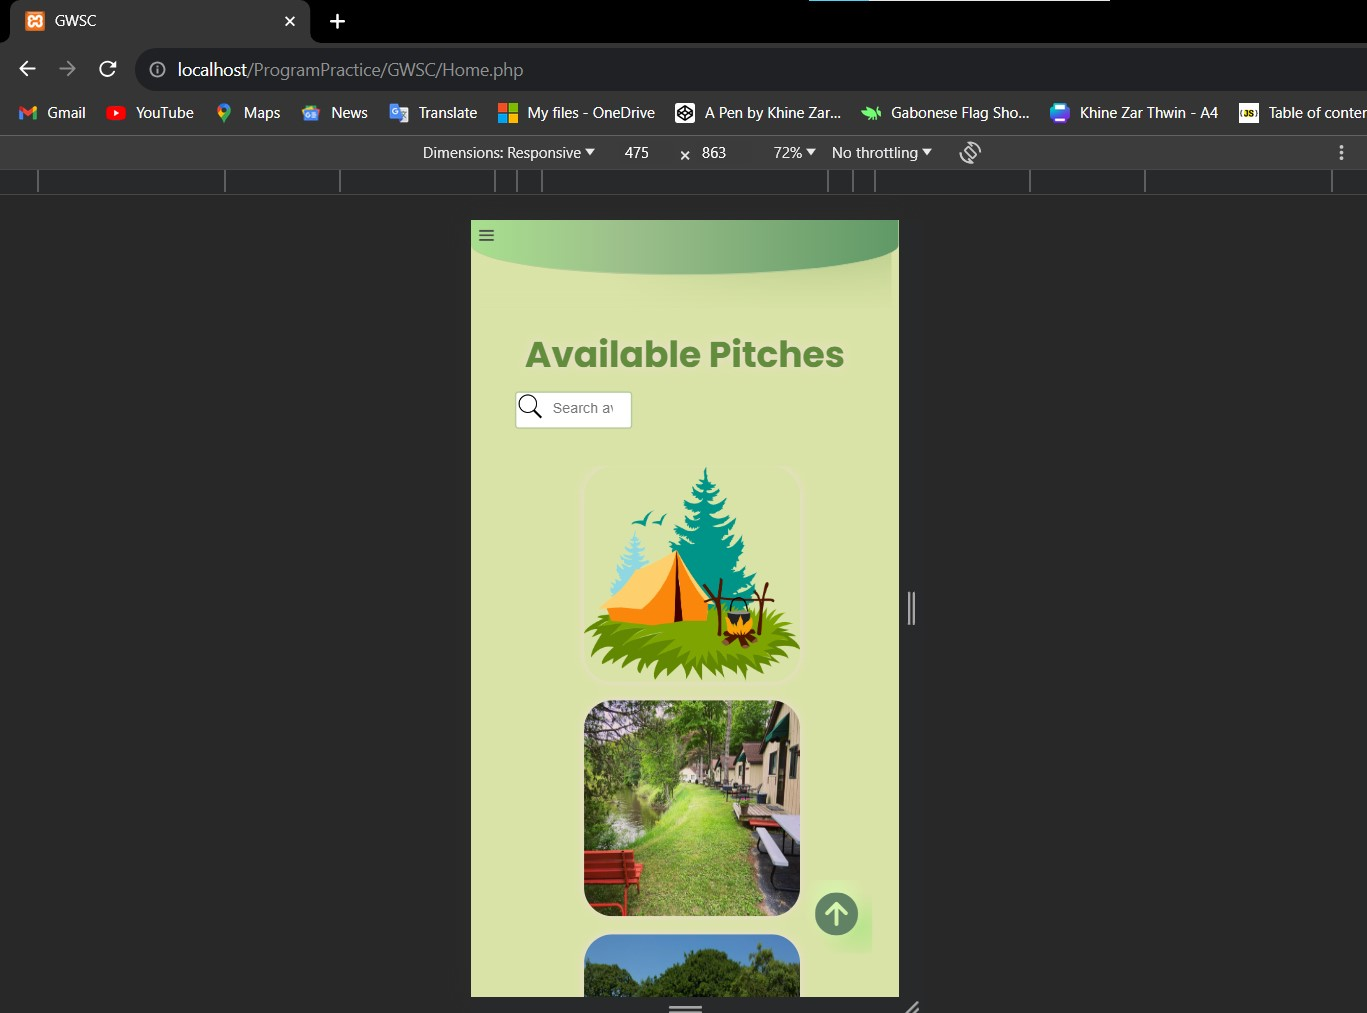 GWSC
localhost/ProgramPractice/GWSC/Home.php
Gmail YouTube Maps News Translate My files - OneDrive A Pen by Khine Zar... Gabonese Flag Sho... Khine Zar Thwin - A4 Table of conter
Dimensions: Responsive 475 × 863 72% No throttling
Available Pitches
Search av